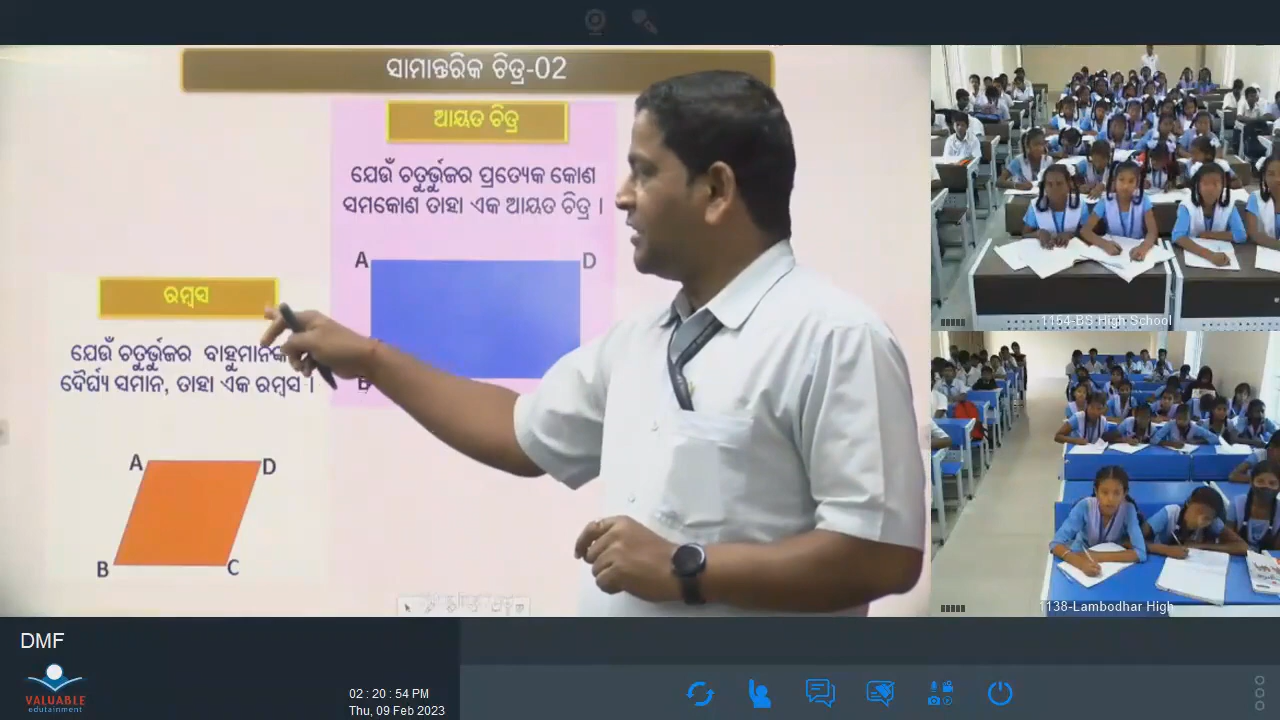 ସାମାନ୍ତରିକ ଚିତ୍ର-02
ଆୟତ ଚିତ୍ର
ଯେଉଁ ଚତୁର୍ଭୁଜର ପ୍ରତ୍ୟେକ କୋଣ
ସମକୋଣ ତାହା ଏକ ଆୟତ ଚିତ୍ର ।
A
D
B
ରମ୍ବସ
ଯେଉଁ ଚତୁର୍ଭୁଜର ବାହୁମାନଙ୍କ
ଦୈର୍ଘ୍ୟ ସମାନ, ତାହା ଏକ ରମ୍ବସ ।
A
D
B
C
1154-BS High School
1138-Lambodhar High
DMF
VALUABLE
edutainment
02 : 20 : 54 PM
Thu, 09 Feb 2023